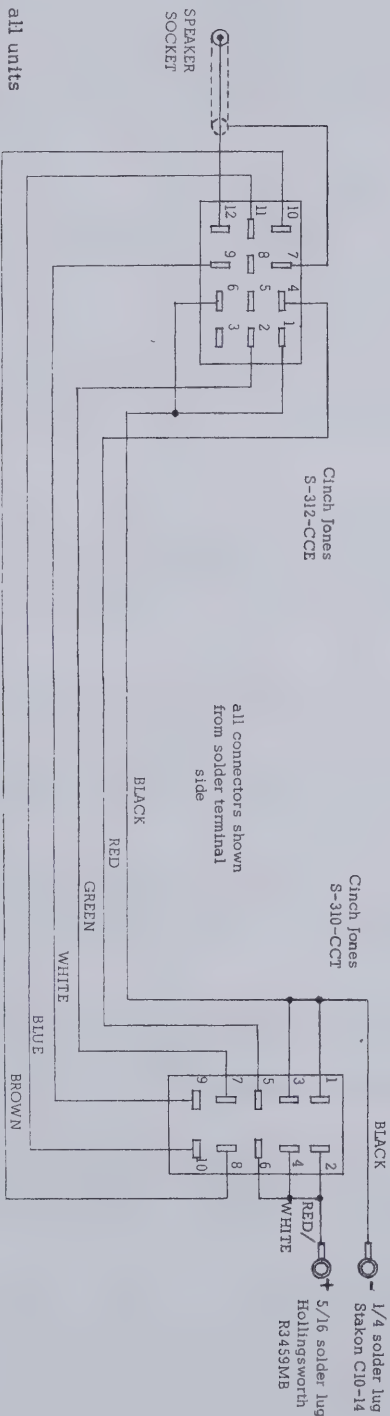 all units
SPEAKER
SOCKET
12
11
10
9
8
7
6
5
4
3
2
1
Cinch Jones
S-312-CCE
all connectors shown
from solder terminal
side
BLACK
RED
GREEN
WHITE
BLUE
BROWN
Cinch Jones
S-310-CCT
9
7
5
3
1
10
8
6
4
2
BLACK
RED/
WHITE
-
1/4 solder lug
Stakon C10-14
+
5/16 solder lug
Hollingsworth
R3459MB